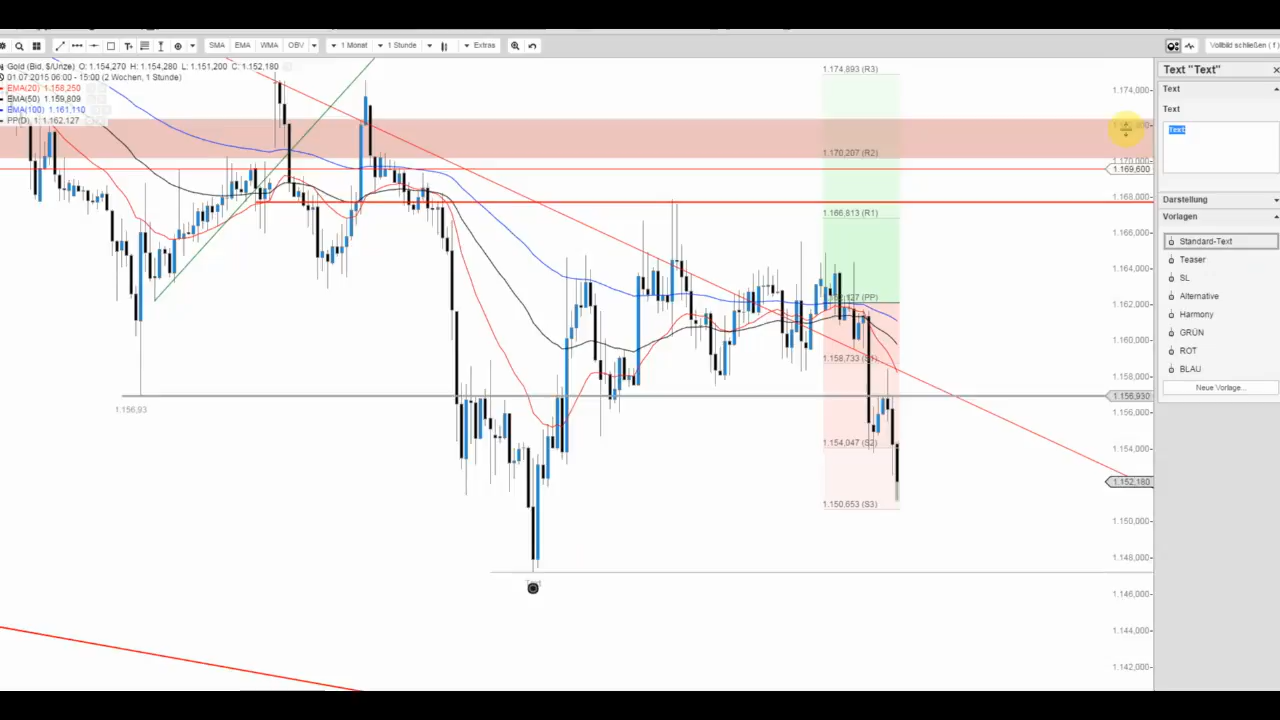 SMA EMA WMA OBV 1 Monat 1 Stunde Extras Vollbild schließen ( f )
Gold (Bid, $/Unze) O: 1.154,270 H: 1.154,280 L: 1.151,200 C: 1.152,180
01.07.2015 06:00 - 15:00 (2 Wochen, 1 Stunde)
EMA(20) 1.158,250
EMA(50) 1.159,809
EMA(100) 1.161,110
PP(D), 1: 1.162,127
1.174,893 (R3)
1.170,207 (R2)
1.166,813 (R1)
(PP)
1.158,733 (S1)
1.154,047 (S2)
1.150,653 (S3)
1.156,93
Text
1.174,000
1.170,000
1.169,600
1.168,000
1.166,000
1.164,000
1.162,000
1.160,000
1.158,000
1.156,930
1.156,000
1.154,000
1.152,180
1.150,000
1.148,000
1.146,000
1.144,000
1.142,000
Text "Text"
Text
Text
Text
Darstellung
Vorlagen
Standard-Text
Teaser
SL
Alternative
Harmony
GRÜN
ROT
BLAU
Neue Vorlage...